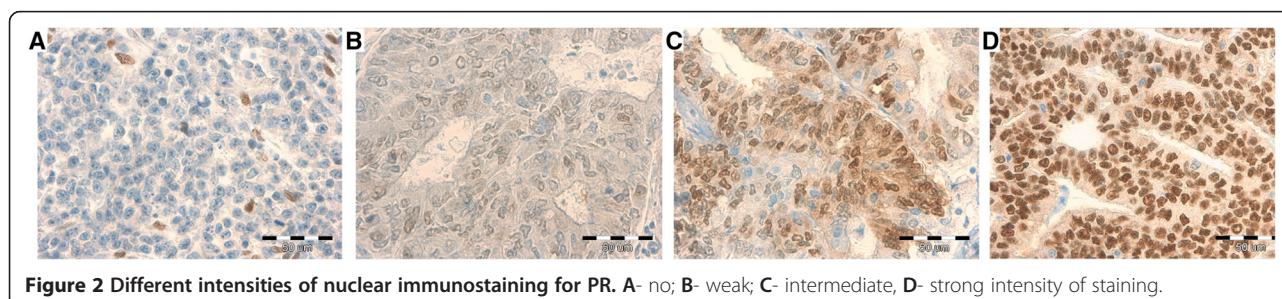 A B C D
50 um 50 um 50 um 50 um
Figure 2 Different intensities of nuclear immunostaining for PR. A- no; B- weak; C- intermediate, D- strong intensity of staining.